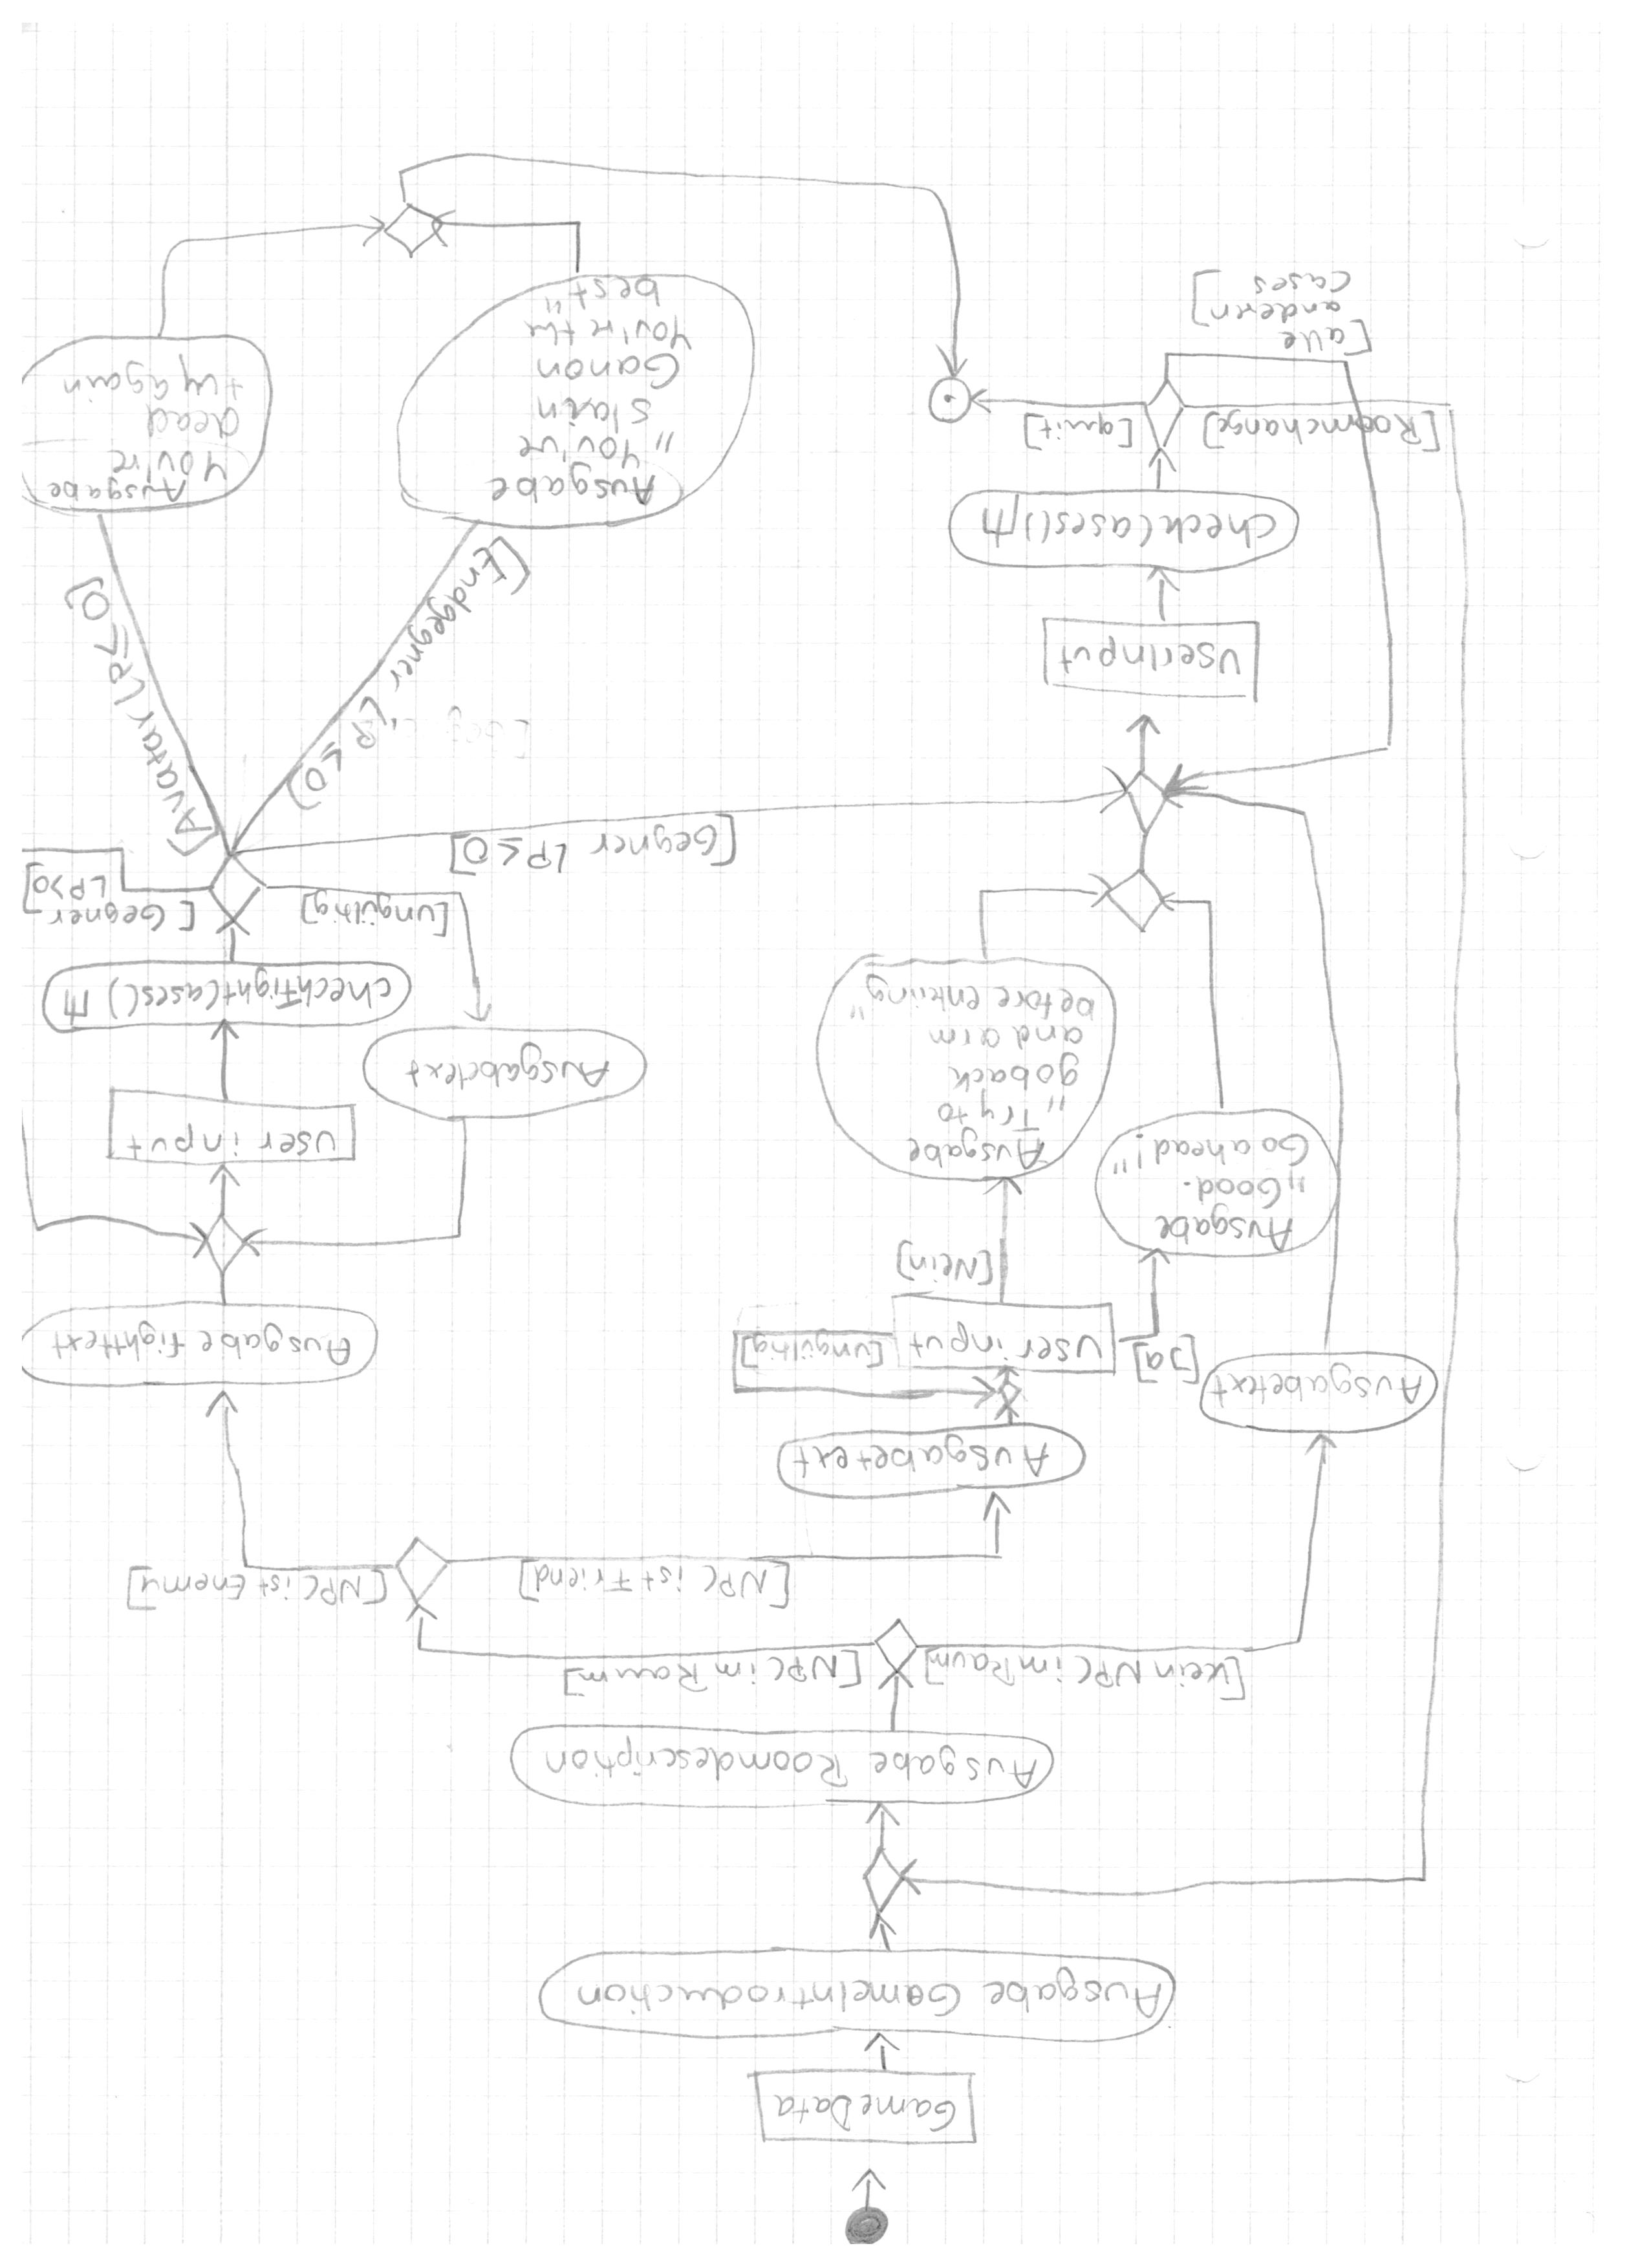 GameData
Ausgabe GameIntroduction
Ausgabe Roomdescription
[kein NPC im Raum]
[NPC im Raum]
[NPC ist Friend]
[NPC ist Enemy]
Ausgabetext
Ausgabetext
[Ja]
User input
[ungültig]
Ausgabe fighttext
[Nein]
Ausgabe
„Good.
Go ahead!"
Ausgabe
„Try to
go back
and arm
before entering"
User input
Ausgabetext
checkFightCases()
[ungültig]
[Gegner
LP>0]
[Gegner LP ≤ 0]
[Endgegner LP ≤ 0]
[Avatar LP ≤ 0]
UserInput
checkCases()
[Roomchange]
[quit]
[alle
anderen
Cases]
Ausgabe
„You've
slain
Ganon
You're the
best"
Ausgabe
You're
dead
try again